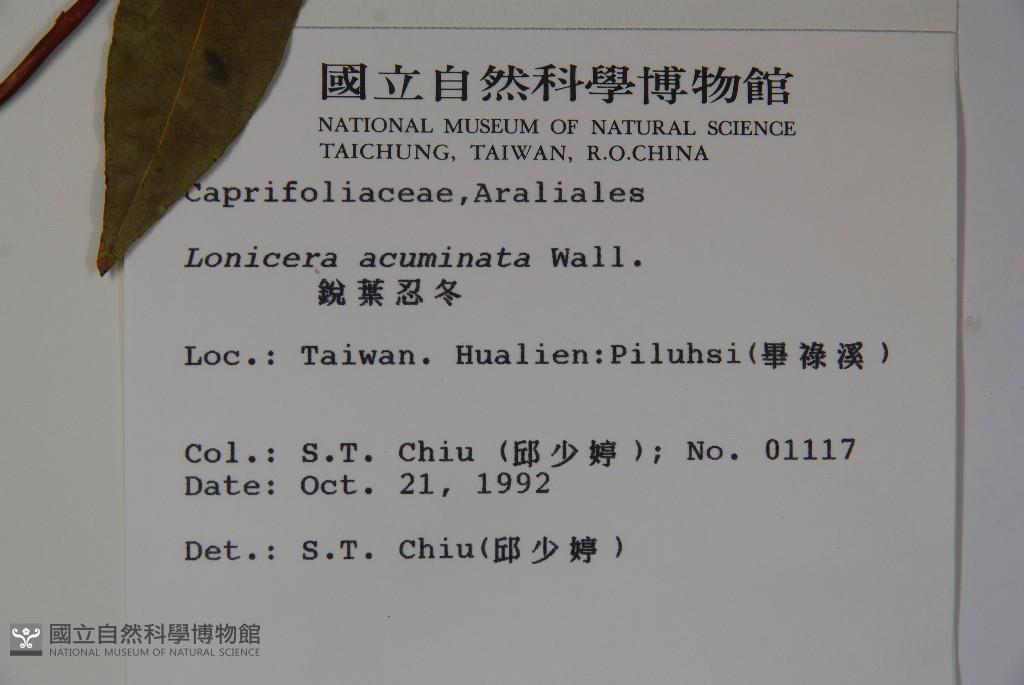 國立自然科學博物館
NATIONAL MUSEUM OF NATURAL SCIENCE
TAICHUNG, TAIWAN, R.O.CHINA
Caprifoliaceae,Araliales
Lonicera acuminata Wall.
銳葉忍冬
Loc.: Taiwan. Hualien:Piluhsi(畢祿溪)
Col.: S.T. Chiu (邱少婷); No. 01117
Date: Oct. 21, 1992
Det.: S.T. Chiu(邱少婷)
國立自然科學博物館
NATIONAL MUSEUM OF NATURAL SCIENCE